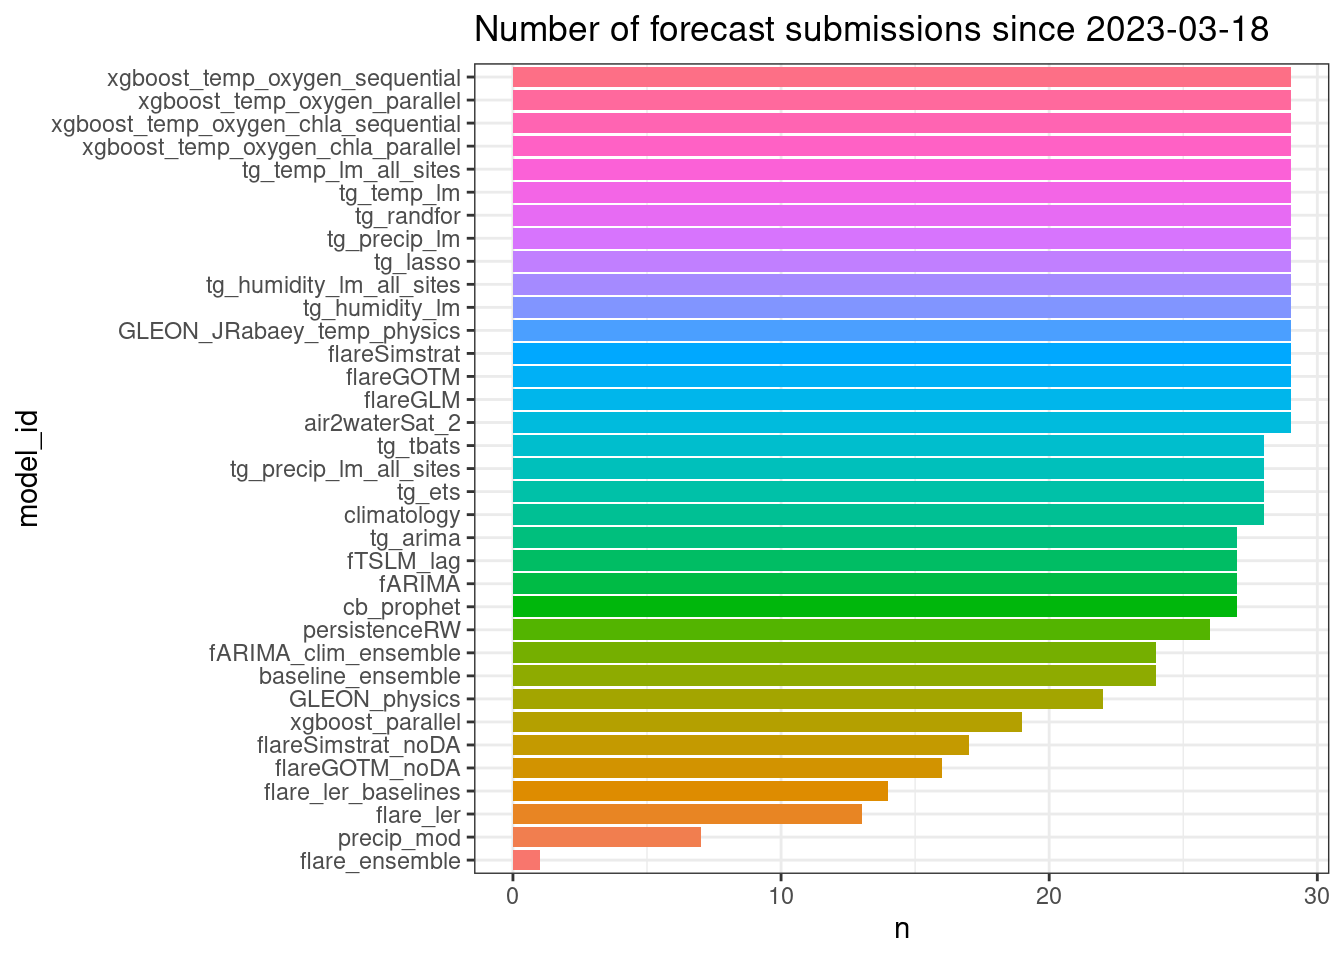 Number of forecast submissions since 2023-03-18
model_id
xgboost_temp_oxygen_sequential
xgboost_temp_oxygen_parallel
xgboost_temp_oxygen_chla_sequential
xgboost_temp_oxygen_chla_parallel
tg_temp_lm_all_sites
tg_temp_lm
tg_randfor
tg_precip_lm
tg_lasso
tg_humidity_lm_all_sites
tg_humidity_lm
GLEON_JRabaey_temp_physics
flareSimstrat
flareGOTM
flareGLM
air2waterSat_2
tg_tbats
tg_precip_lm_all_sites
tg_ets
climatology
tg_arima
fTSLM_lag
fARIMA
cb_prophet
persistenceRW
fARIMA_clim_ensemble
baseline_ensemble
GLEON_physics
xgboost_parallel
flareSimstrat_noDA
flareGOTM_noDA
flare_ler_baselines
flare_ler
precip_mod
flare_ensemble
0 10 20 30
n